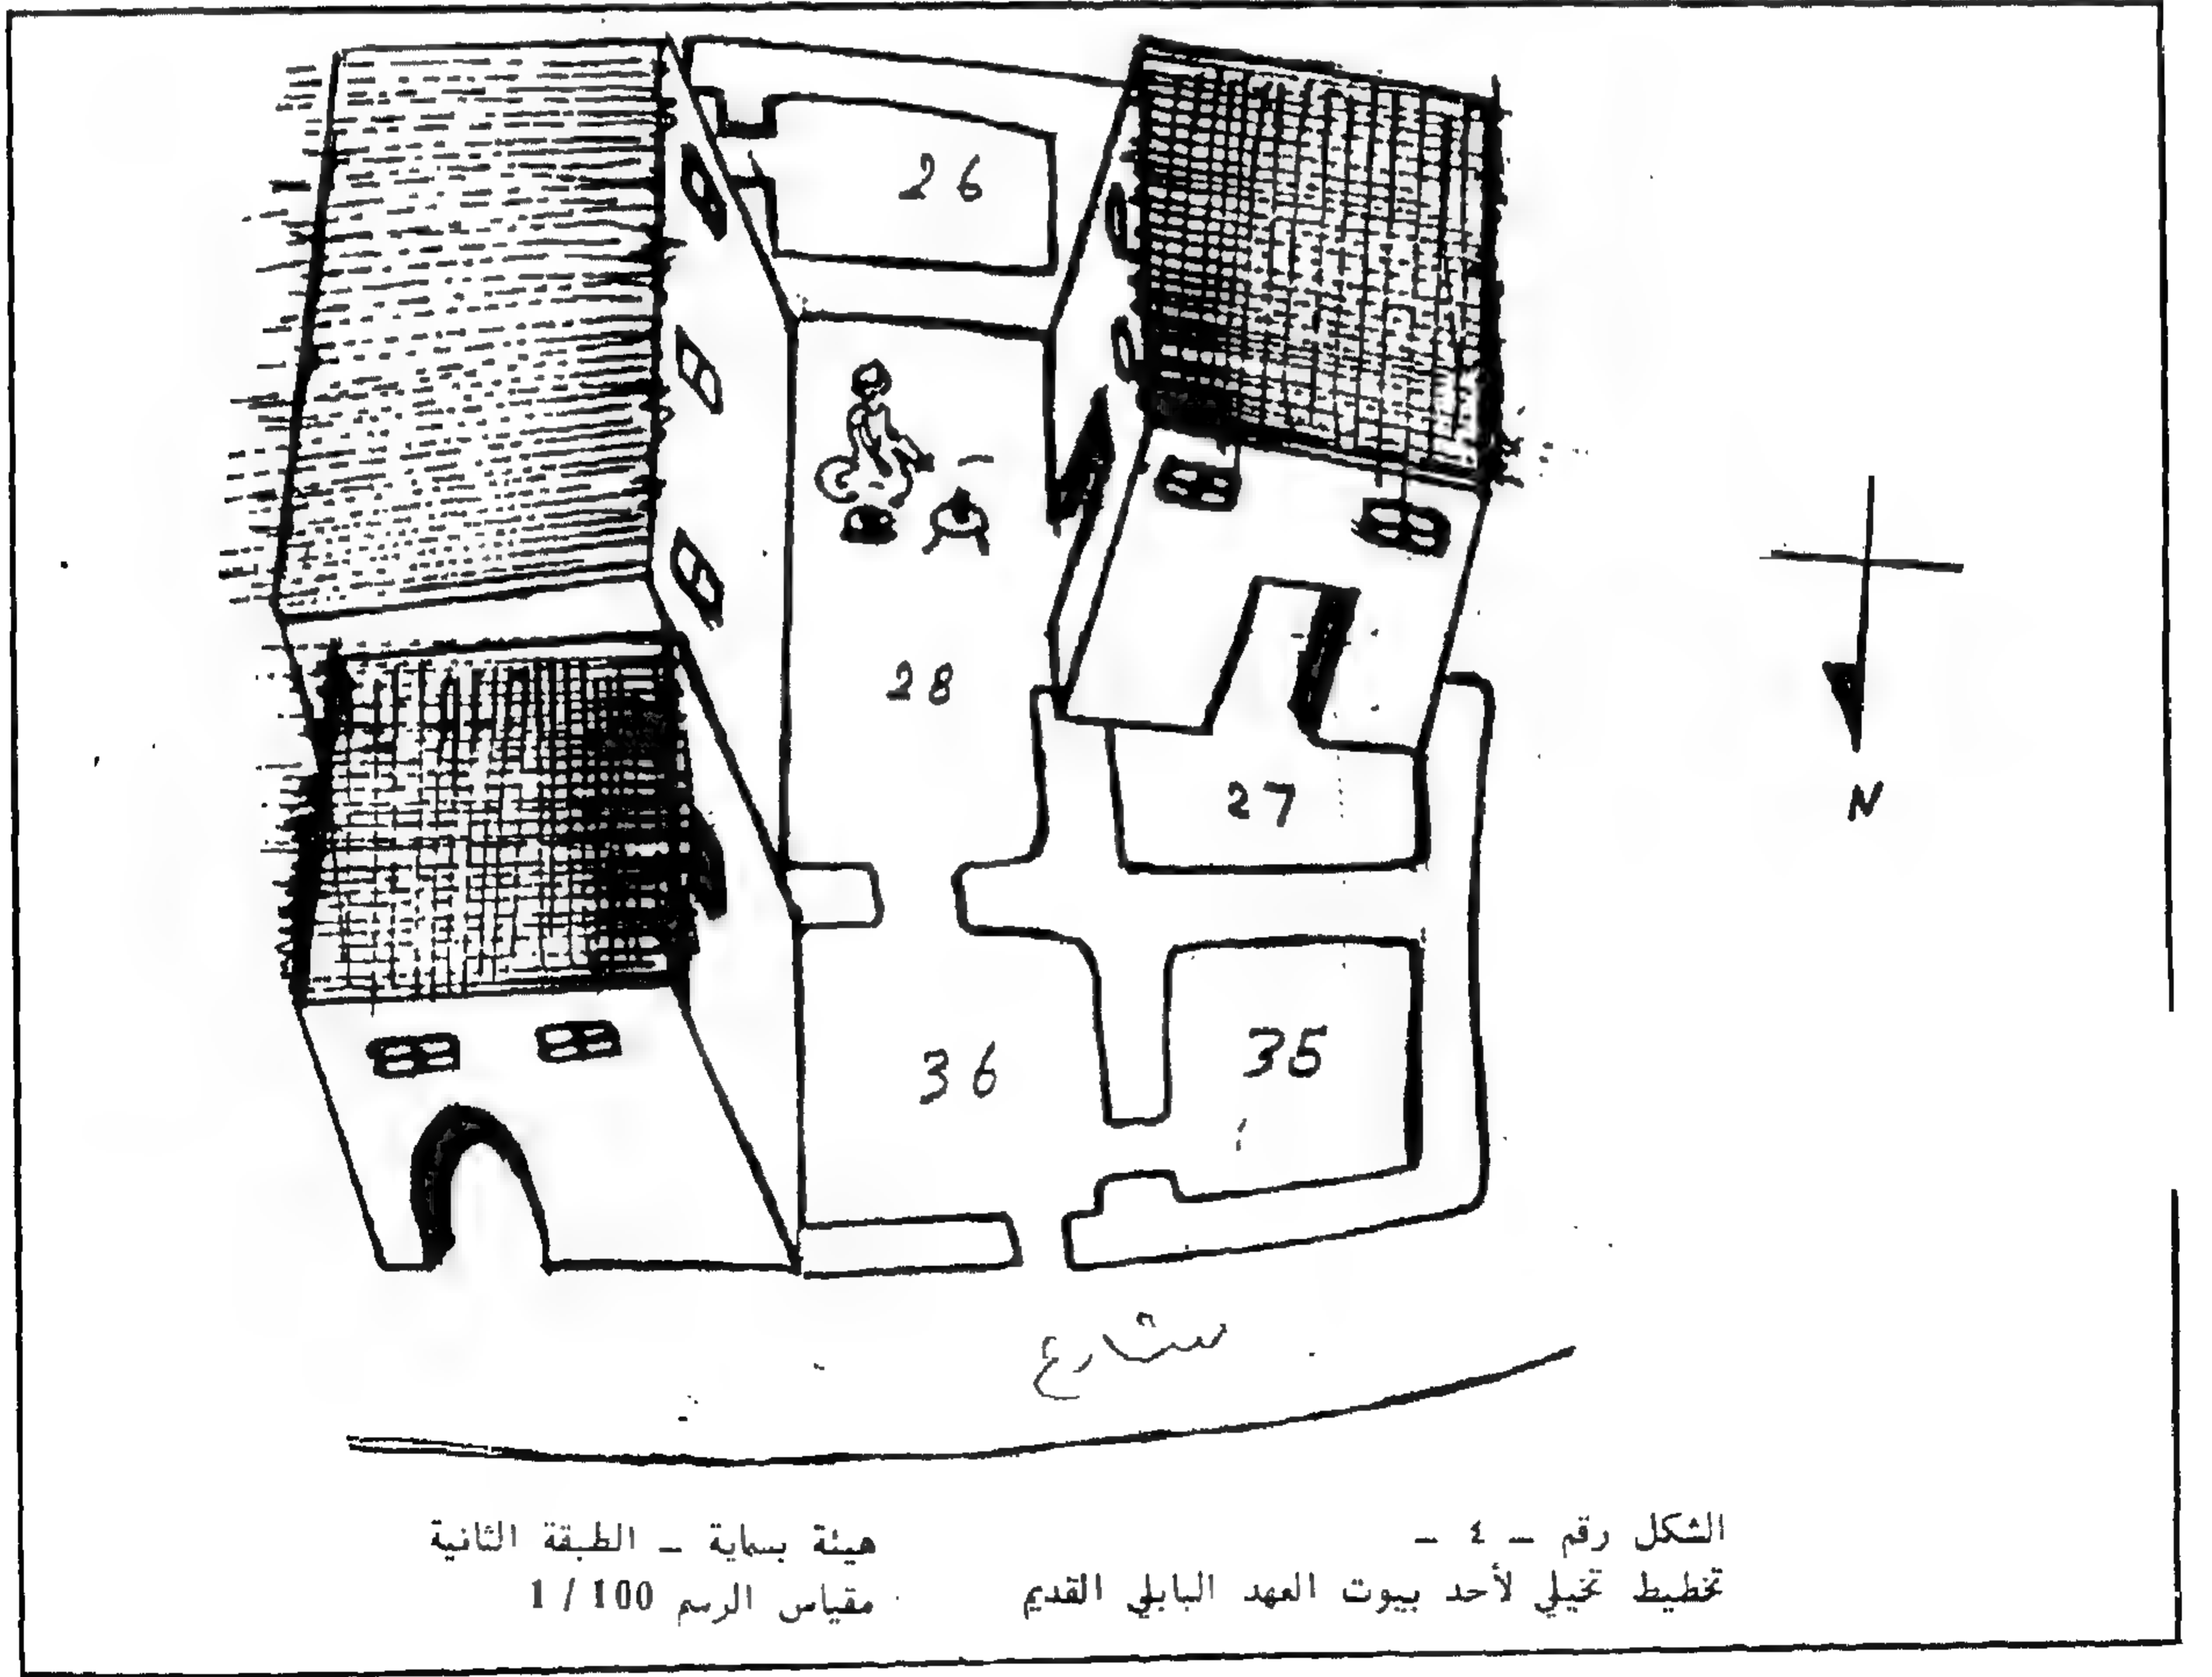 26
28
27
N
35
36
شارع
الشكل رقم – ٤ –
تخطيط تخيلي لأحد بيوت العهد البابلي القديم
هيئة بسماية – الطبقة الثانية
مقياس الرسم 100 / 1